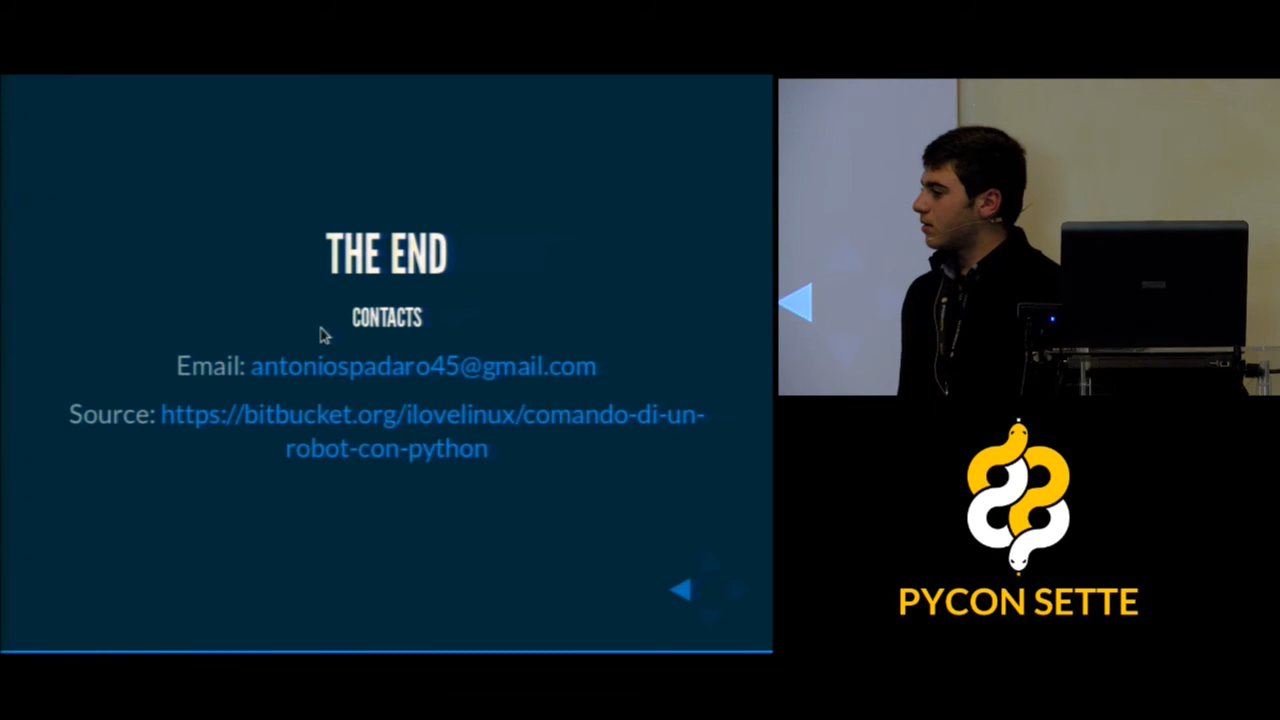 THE END
CONTACTS
Email: antoniospadaro45@gmail.com
Source: https://bitbucket.org/ilovelinux/comando-di-un-
robot-con-python
PYCON SETTE